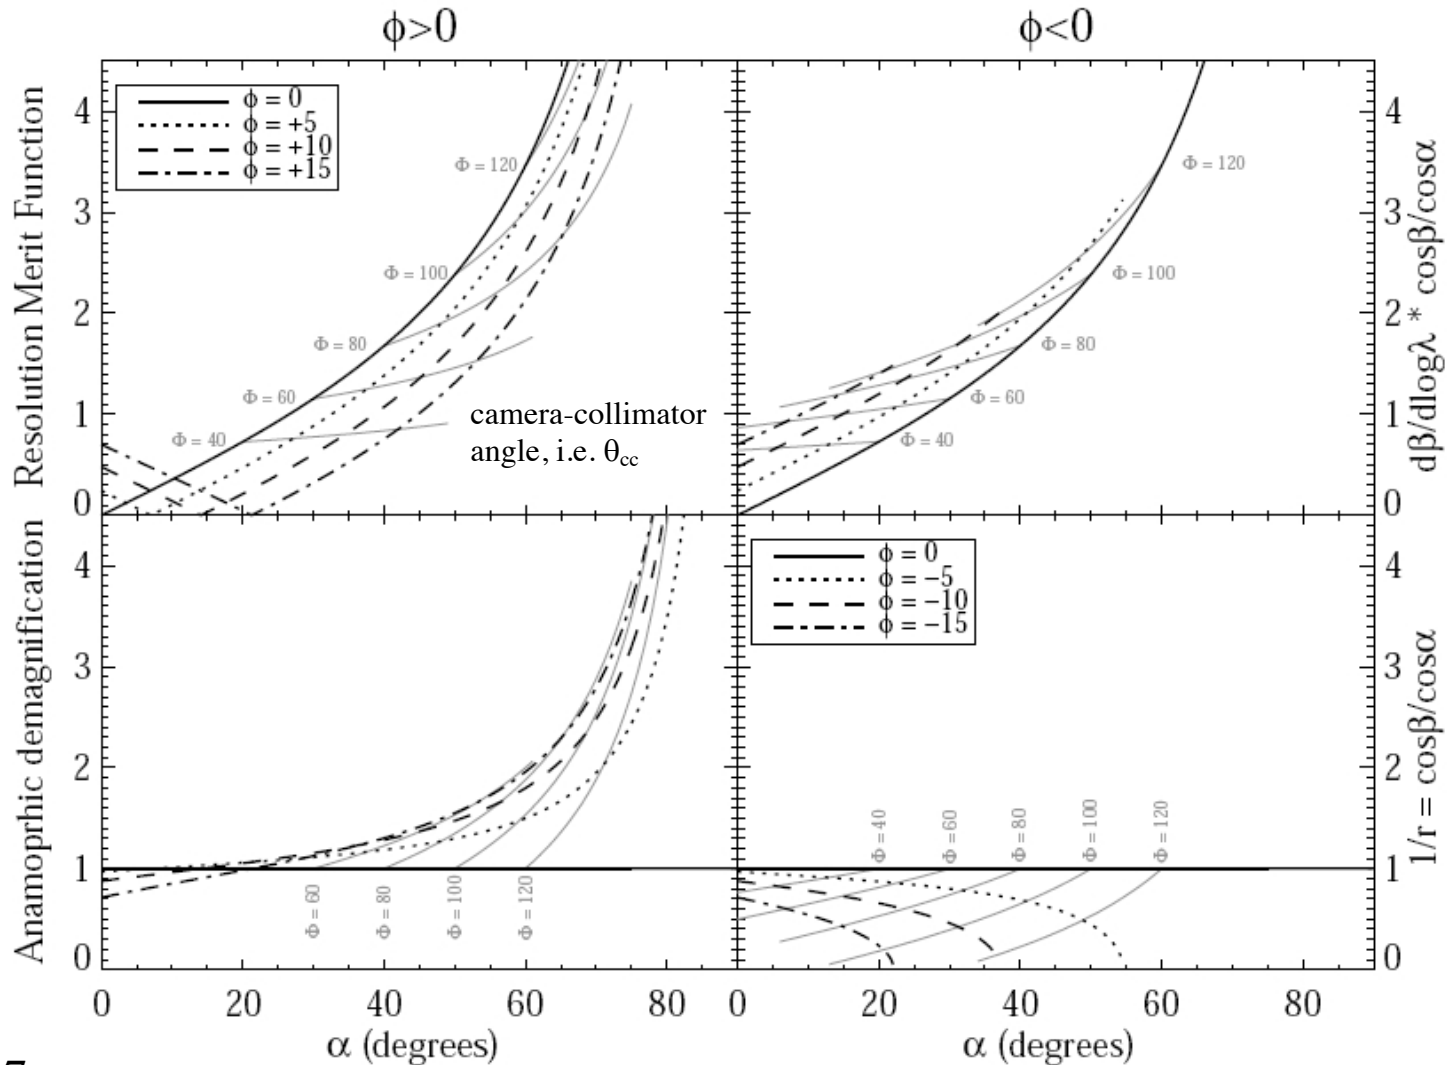 ϕ>0
ϕ<0
Resolution Merit Function
4
3
2
1
0
ϕ = 0
ϕ = +5
ϕ = +10
ϕ = +15
Φ = 120
Φ = 100
Φ = 80
Φ = 60
Φ = 40
camera-collimator
angle, i.e. θcc
Φ = 120
Φ = 100
Φ = 80
Φ = 60
Φ = 40
4
3
2
1
0
dβ/dlogλ * cosβ/cosα
Anamoprhic demagnification
4
3
2
1
0
Φ = 60
Φ = 80
Φ = 100
Φ = 120
ϕ = 0
ϕ = −5
ϕ = −10
ϕ = −15
Φ = 40
Φ = 60
Φ = 80
Φ = 100
Φ = 120
4
3
2
1
0
1/r = cosβ/cosα
0 20 40 60 80 0 20 40 60 80
α (degrees)
α (degrees)